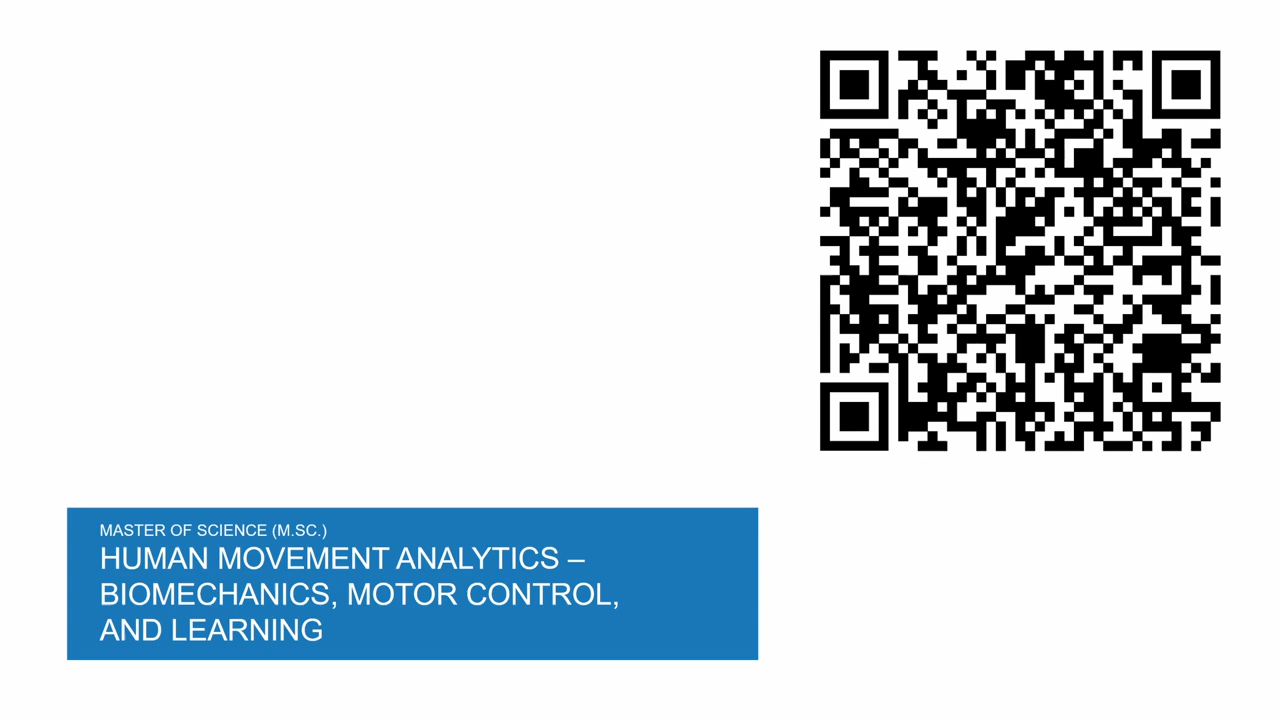 MASTER OF SCIENCE (M.SC.)
HUMAN MOVEMENT ANALYTICS –
BIOMECHANICS, MOTOR CONTROL,
AND LEARNING